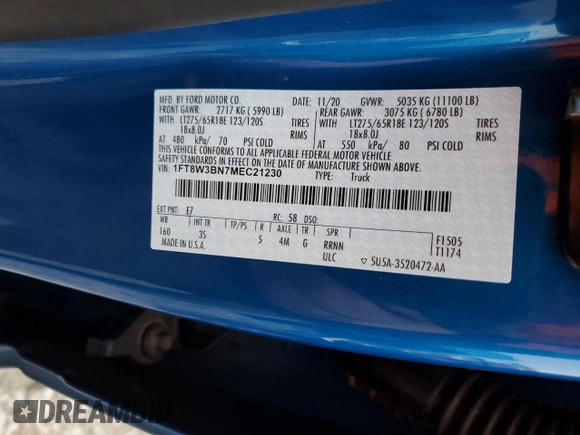 MFD. BY FORD MOTOR CO. 11/20 GVWR: 5035 KG (11100 LB)
FRONT GAWR: 2717 KG (5990 LB) REAR GAWR: 3075 KG (6780 LB)
WITH LT275/65R18E 123/120S TIRES WITH LT275/65R18E 123/120S TIRES
18x8.0J RIMS 18x8.0J RIMS
AT 480 kPa/ 70 PSI COLD AT 550 kPa/ 80 PSI COLD
THIS VEHICLE CONFORMS TO ALL APPLICABLE FEDERAL MOTOR VEHICLE SAFETY STANDARDS IN EFFECT ON THE DATE OF MANUFACTURE SHOWN ABOVE.
VIN: 1FT8W3BN7MEC21230 TYPE: Truck
EXT PNT: E7 RC: 58 DSO:
WB INT TR TP/PS R AXLE TR SPR
160 3S 5 4M G RRNN F1505
MADE IN U.S.A. ULC T1174
▽ 5U5A-3520472-AA
DREAMBID